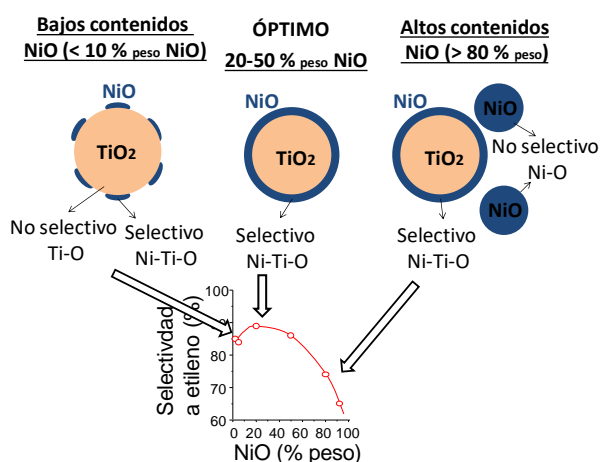 Bajos contenidos
NiO (< 10 % peso NiO)
ÓPTIMO
20-50 % peso NiO
Altos contenidos
NiO (> 80 % peso)
NiO
TiO2
NiO
TiO2
NiO
TiO2
NiO
NiO
No selectivo
Ni-O
No selectivo
Ti-O
Selectivo
Ni-Ti-O
Selectivo
Ni-Ti-O
Selectivo
Ni-Ti-O
Selectivdad
a etileno (%)
100
90
80
70
60
0 20 40 60 80 100
NiO (% peso)